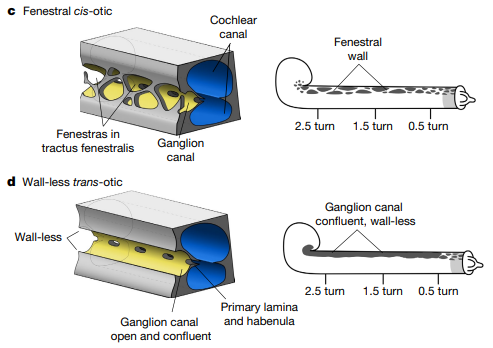 c Fenestral cis-otic
Cochlear
canal
Fenestral
wall
Fenestras in
tractus fenestralis
Ganglion
canal
2.5 turn 1.5 turn 0.5 turn
d Wall-less trans-otic
Ganglion canal
confluent, wall-less
Wall-less
2.5 turn 1.5 turn 0.5 turn
Primary lamina
and habenula
Ganglion canal
open and confluent